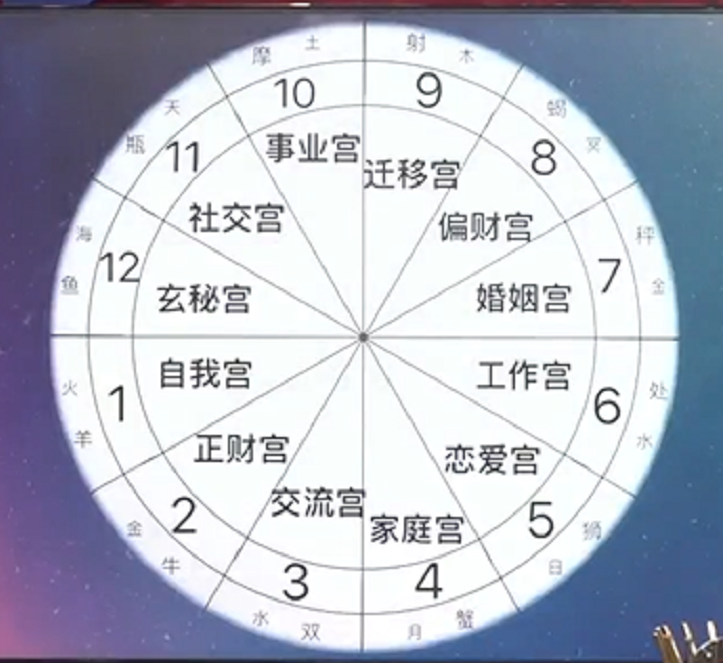 摩 土
射 木
10
9
天
蝎
瓶
11
8
冥
事业宫
迁移宫
社交宫
偏财宫
海
秤
12
7
鱼
金
玄秘宫
婚姻宫
自我宫
工作宫
火
处
1
6
羊
水
正财宫
恋爱宫
交流宫
家庭宫
2
5
金
狮
牛
日
3
4
水 双
月 蟹